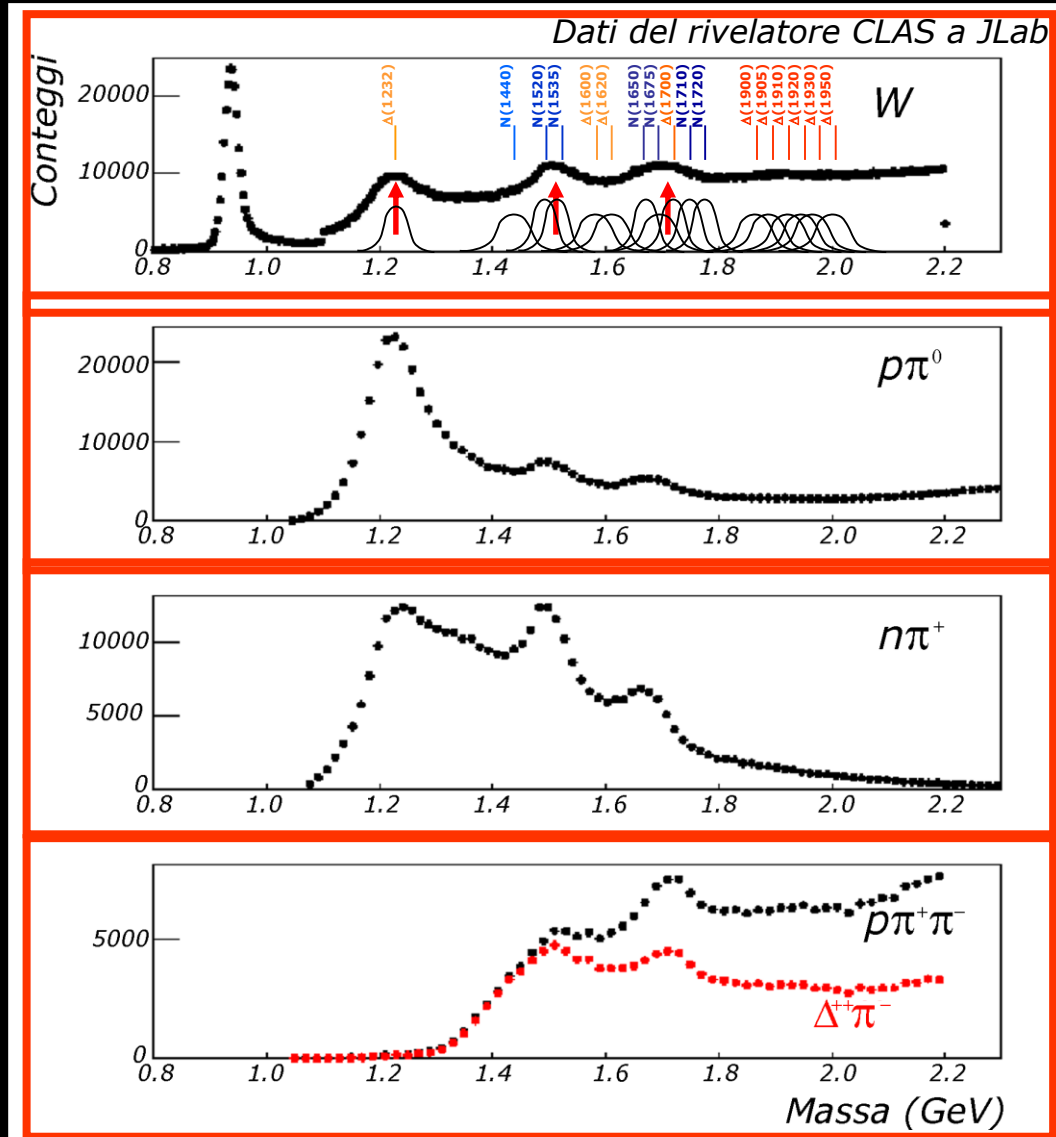 Dati del rivelatore CLAS a JLab
Conteggi
Δ(1232)
N(1440)
N(1520)
N(1535)
Δ(1600)
Δ(1620)
N(1650)
N(1675)
Δ(1700)
N(1710)
N(1720)
Δ(1900)
Δ(1905)
Δ(1910)
Δ(1920)
Δ(1930)
Δ(1950)
W
20000
10000
0
0.8 1.0 1.2 1.4 1.6 1.8 2.0 2.2
pπ⁰
20000
10000
0
0.8 1.0 1.2 1.4 1.6 1.8 2.0 2.2
nπ⁺
10000
5000
0
0.8 1.0 1.2 1.4 1.6 1.8 2.0 2.2
pπ⁺π⁻
5000
Δ⁺⁺π⁻
0
0.8 1.0 1.2 1.4 1.6 1.8 2.0 2.2
Massa (GeV)